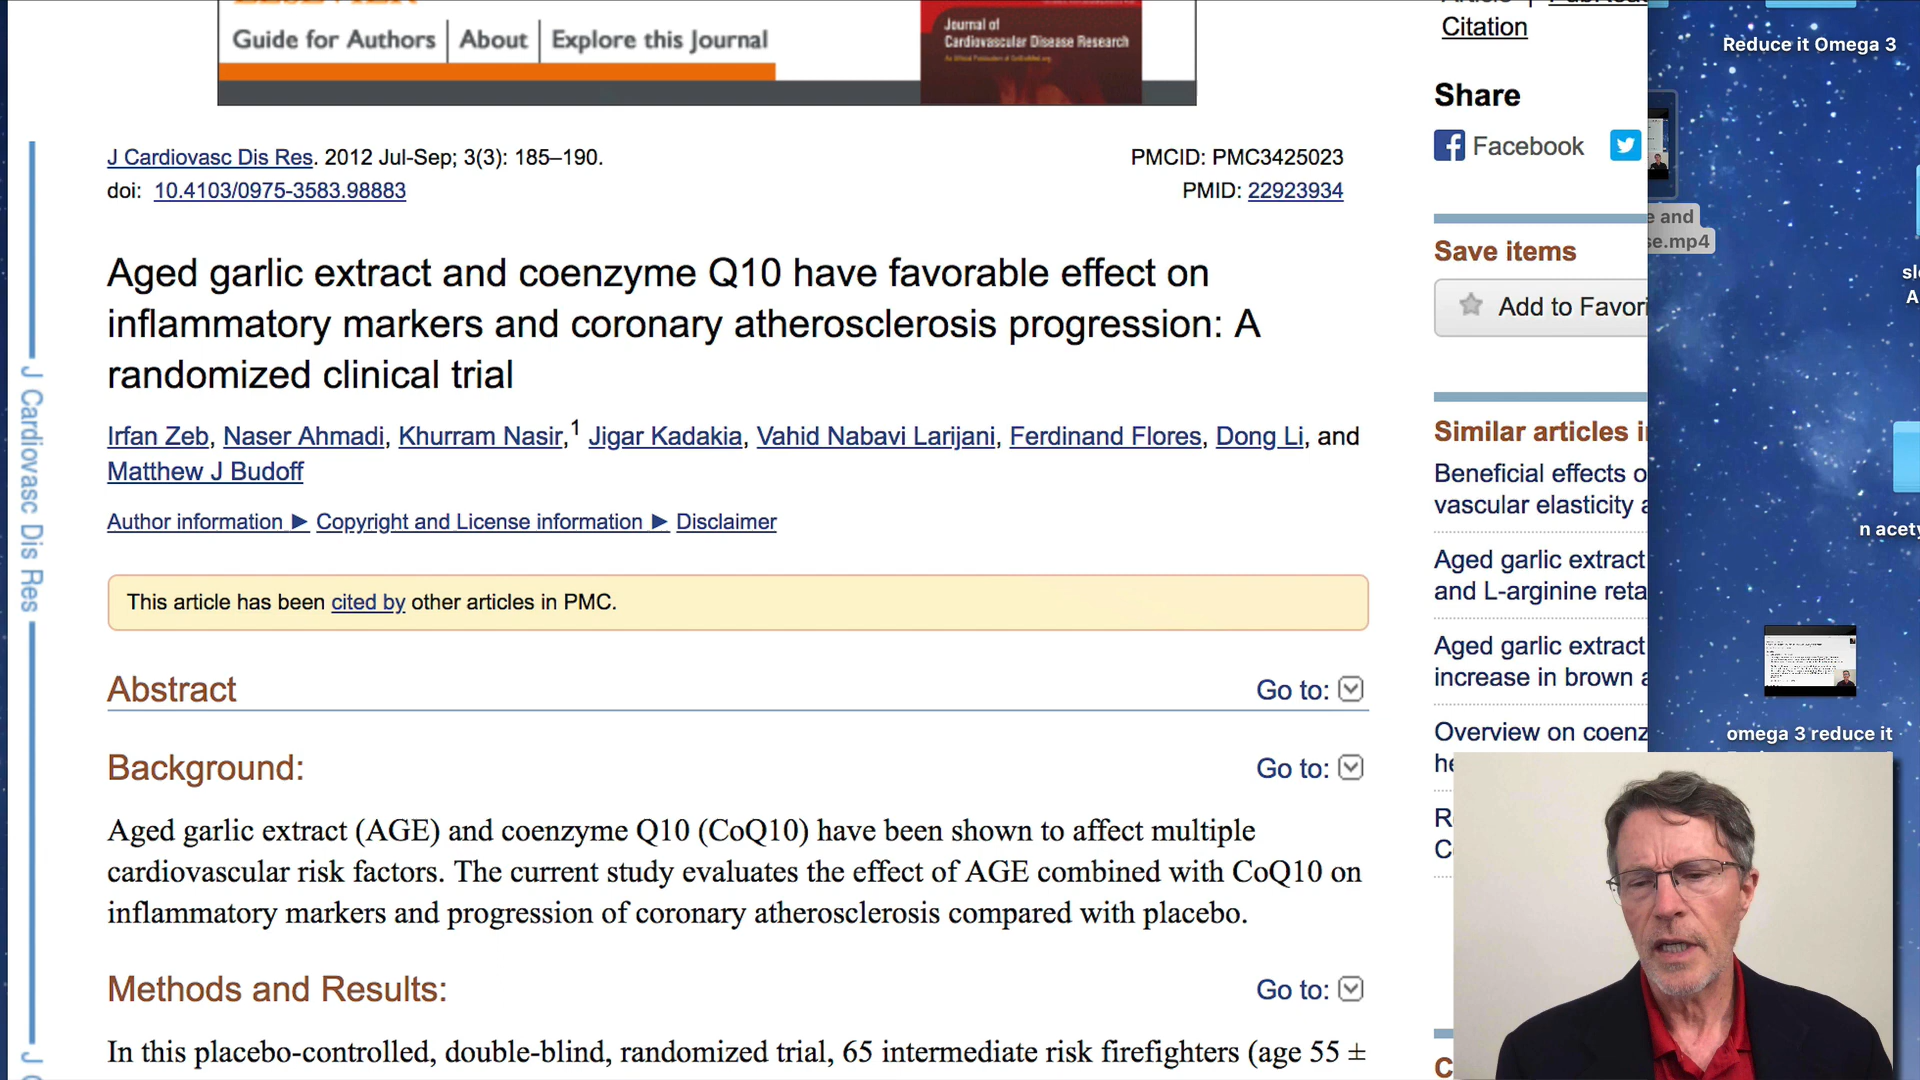 Guide for Authors About Explore this Journal
Journal of
Cardiovascular Disease Research
Citation
Reduce it Omega 3
Share
Facebook
J Cardiovasc Dis Res. 2012 Jul-Sep; 3(3): 185–190.
PMCID: PMC3425023
doi: 10.4103/0975-3583.98883
PMID: 22923934
e and
se.mp4
Save items
Add to Favori
Aged garlic extract and coenzyme Q10 have favorable effect on
inflammatory markers and coronary atherosclerosis progression: A
randomized clinical trial
Irfan Zeb, Naser Ahmadi, Khurram Nasir,1 Jigar Kadakia, Vahid Nabavi Larijani, Ferdinand Flores, Dong Li, and
Matthew J Budoff
Author information ► Copyright and License information ► Disclaimer
This article has been cited by other articles in PMC.
J Cardiovasc Dis Res
Similar articles i
Beneficial effects o
vascular elasticity a
Aged garlic extract
and L-arginine reta
Aged garlic extract
increase in brown a
Overview on coenz
he
R
C
n acety
omega 3 reduce it
Abstract
Go to:
Background:
Go to:
Aged garlic extract (AGE) and coenzyme Q10 (CoQ10) have been shown to affect multiple
cardiovascular risk factors. The current study evaluates the effect of AGE combined with CoQ10 on
inflammatory markers and progression of coronary atherosclerosis compared with placebo.
Methods and Results:
Go to:
In this placebo-controlled, double-blind, randomized trial, 65 intermediate risk firefighters (age 55 ±